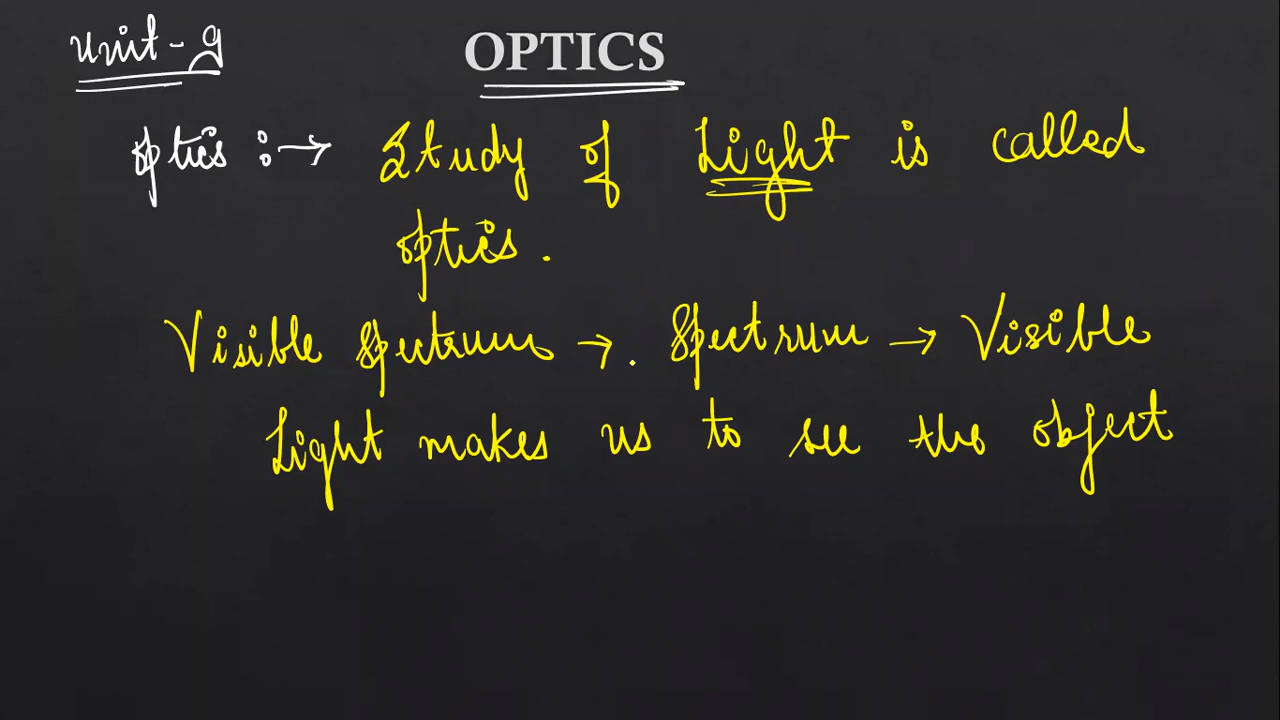 Unit-9
OPTICS
optics :→ Study of Light is called
optics.
Visible Spectrum →. Spectrum → Visible
Light makes us to see the object